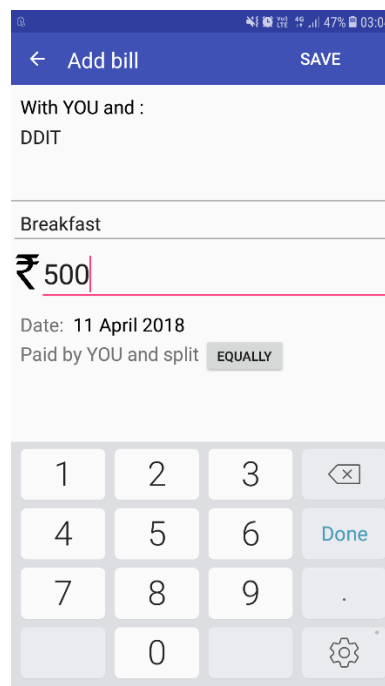 47% 03:0
Add bill SAVE
With YOU and :
DDIT
Breakfast
₹ 500
Date: 11 April 2018
Paid by YOU and split EQUALLY
1 2 3
4 5 6 Done
7 8 9 .
0